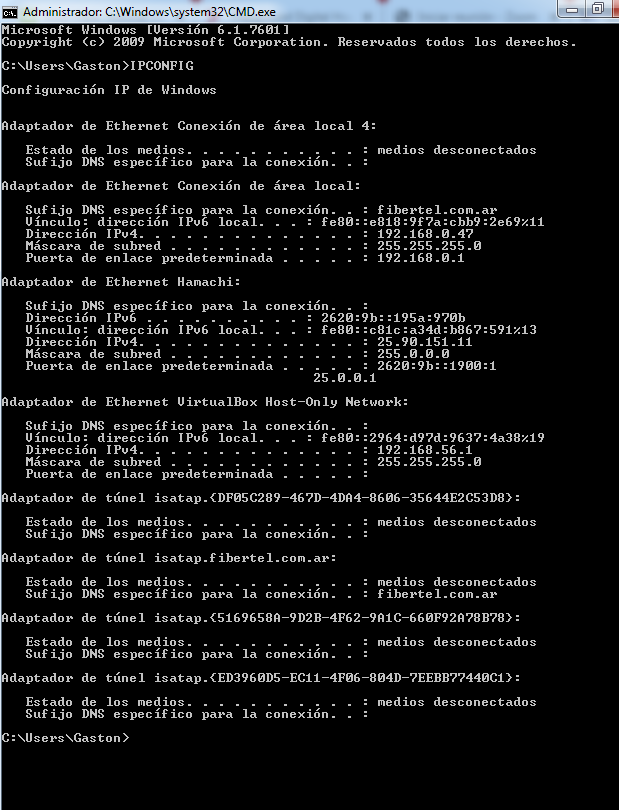 Administrador: C:\Windows\system32\CMD.exe
Microsoft Windows [Versión 6.1.7601]
Copyright (c) 2009 Microsoft Corporation. Reservados todos los derechos.
C:\Users\Gaston>IPCONFIG
Configuración IP de Windows
Adaptador de Ethernet Conexión de área local 4:
Estado de los medios. . . . . . . . . . . : medios desconectados
Sufijo DNS específico para la conexión. . :
Adaptador de Ethernet Conexión de área local:
Sufijo DNS específico para la conexión. . : fibertel.com.ar
Vínculo: dirección IPv6 local. . . : fe80::e818:9f7a:cbb9:2e69%11
Dirección IPv4. . . . . . . . . . . . . . : 192.168.0.47
Máscara de subred . . . . . . . . . . . . : 255.255.255.0
Puerta de enlace predeterminada . . . . . : 192.168.0.1
Adaptador de Ethernet Hamachi:
Sufijo DNS específico para la conexión. . :
Dirección IPv6 . . . . . . . . . . : 2620:9b::195a:970b
Vínculo: dirección IPv6 local. . . : fe80::c81c:a34d:b867:591%13
Dirección IPv4. . . . . . . . . . . . . . : 25.90.151.11
Máscara de subred . . . . . . . . . . . . : 255.0.0.0
Puerta de enlace predeterminada . . . . . : 2620:9b::1900:1
25.0.0.1
Adaptador de Ethernet VirtualBox Host-Only Network:
Sufijo DNS específico para la conexión. . :
Vínculo: dirección IPv6 local. . . : fe80::2964:d97d:9637:4a38%19
Dirección IPv4. . . . . . . . . . . . . . : 192.168.56.1
Máscara de subred . . . . . . . . . . . . : 255.255.255.0
Puerta de enlace predeterminada . . . . . :
Adaptador de túnel isatap.{DF05C289-467D-4DA4-8606-35644E2C53D8}:
Estado de los medios. . . . . . . . . . . : medios desconectados
Sufijo DNS específico para la conexión. . :
Adaptador de túnel isatap.fibertel.com.ar:
Estado de los medios. . . . . . . . . . . : medios desconectados
Sufijo DNS específico para la conexión. . : fibertel.com.ar
Adaptador de túnel isatap.{5169658A-9D2B-4F62-9A1C-660F92A78B78}:
Estado de los medios. . . . . . . . . . . : medios desconectados
Sufijo DNS específico para la conexión. . :
Adaptador de túnel isatap.{ED3960D5-EC11-4F06-804D-7EEBB77440C1}:
Estado de los medios. . . . . . . . . . . : medios desconectados
Sufijo DNS específico para la conexión. . :
C:\Users\Gaston>